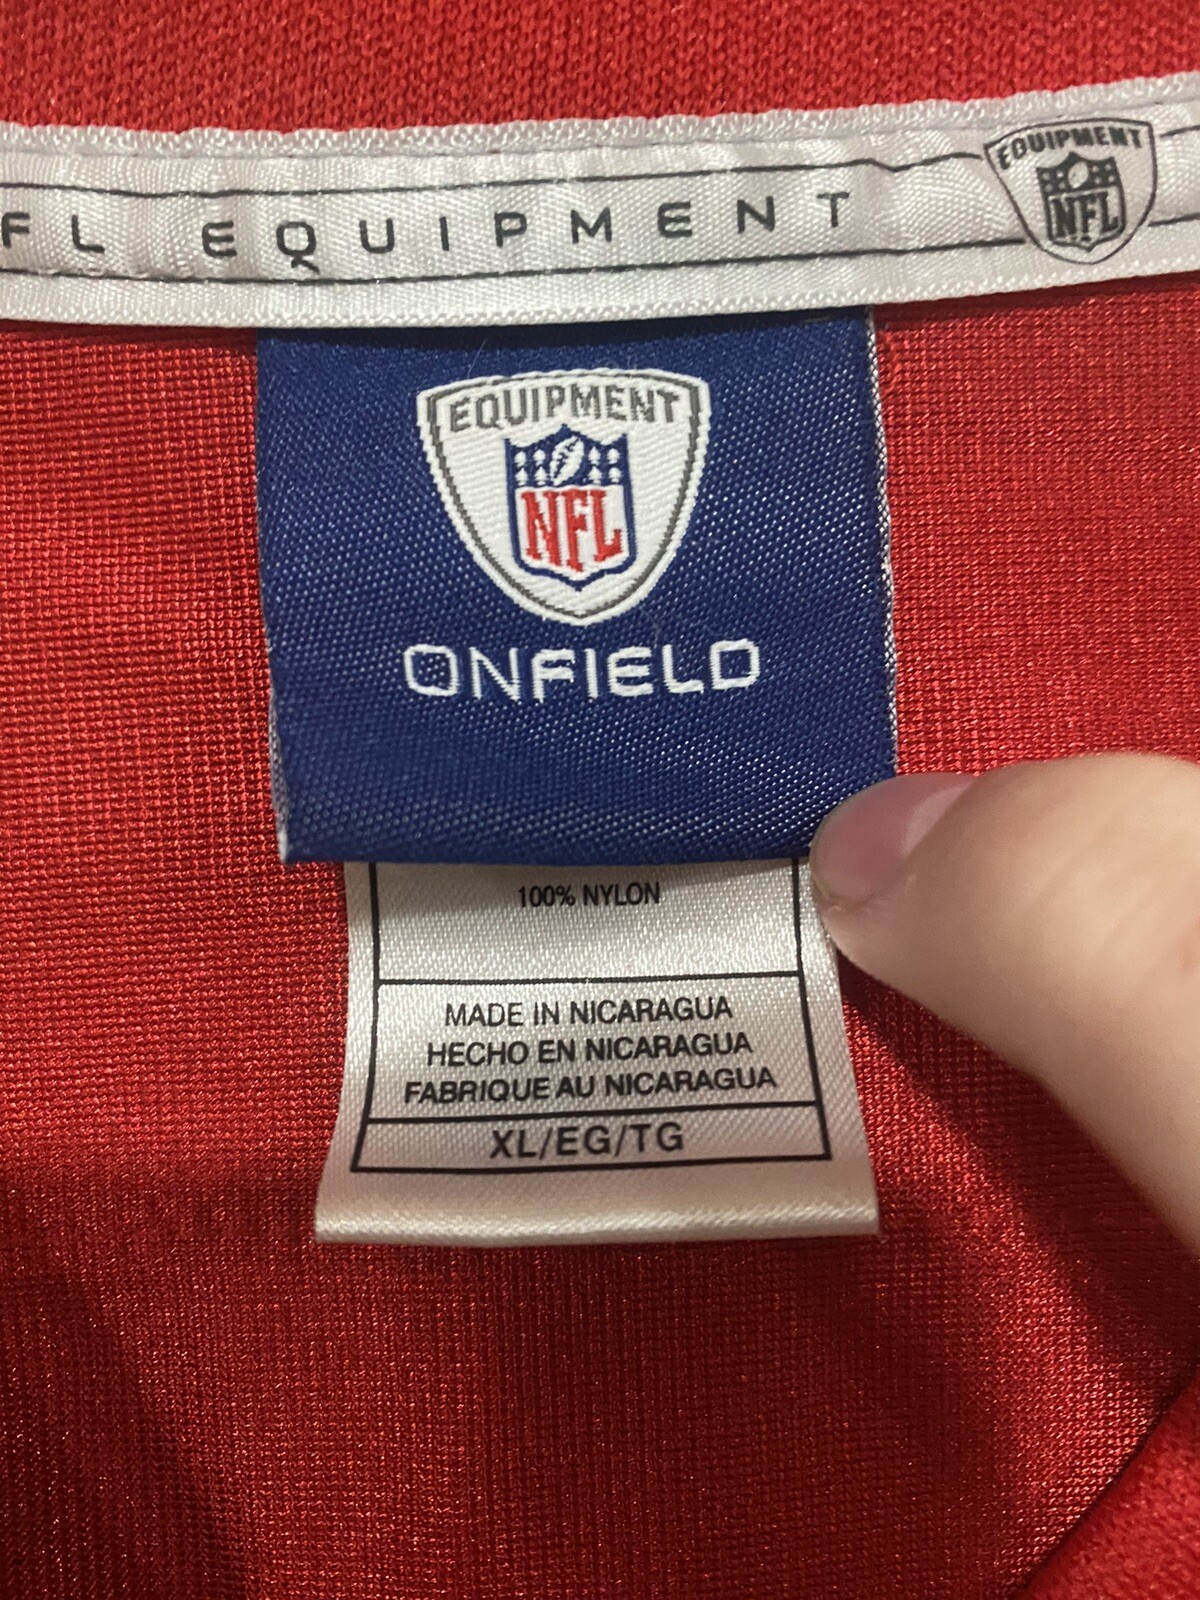 FL EQUIPMENT
EQUIPMENT
NFL
EQUIPMENT
NFL
ONFIELD
100% NYLON
MADE IN NICARAGUA
HECHO EN NICARAGUA
FABRIQUE AU NICARAGUA
XL/EG/TG